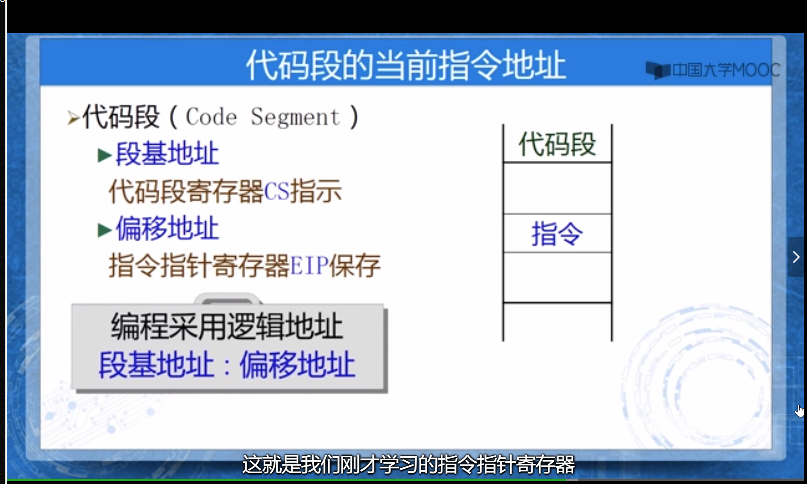 代码段的当前指令地址
中国大学MOOC
代码段（Code Segment）
段基地址
代码段寄存器CS指示
偏移地址
指令指针寄存器EIP保存
编程采用逻辑地址
段基地址：偏移地址
代码段
指令
这就是我们刚才学习的指令指针寄存器